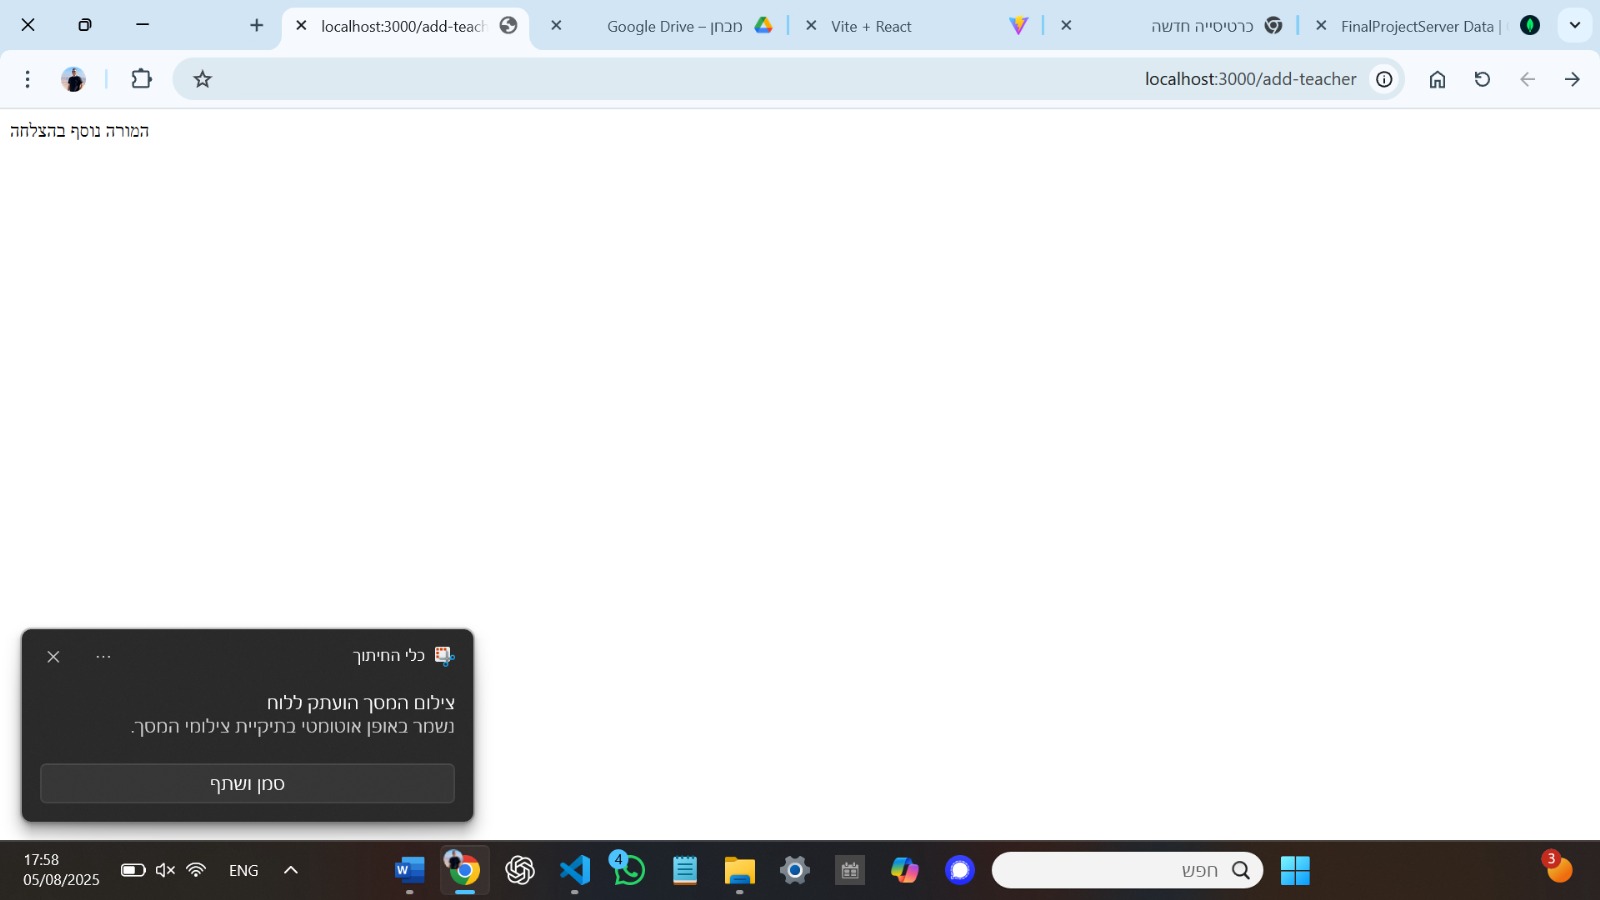 localhost:3000/add-teach
מבחן – Google Drive
Vite + React
כרטיסייה חדשה
FinalProjectServer Data |
localhost:3000/add-teacher
המורה נוסף בהצלחה
כלי החיתוך
צילום המסך הועתק ללוח
נשמר באופן אוטומטי בתיקיית צילומי המסך.
סמן ושתף
17:58
05/08/2025
ENG
W
4
חפש
3